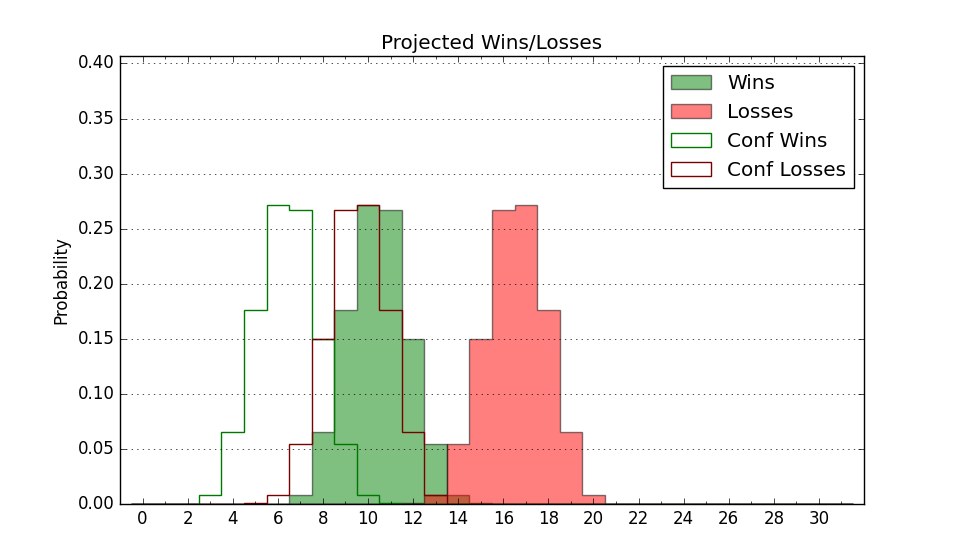 Projected Wins/Losses
0.40
0.35
0.30
0.25
0.20
0.15
0.10
0.05
0.00
Probability
Wins
Losses
Conf Wins
Conf Losses
0 2 4 6 8 10 12 14 16 18 20 22 24 26 28 30